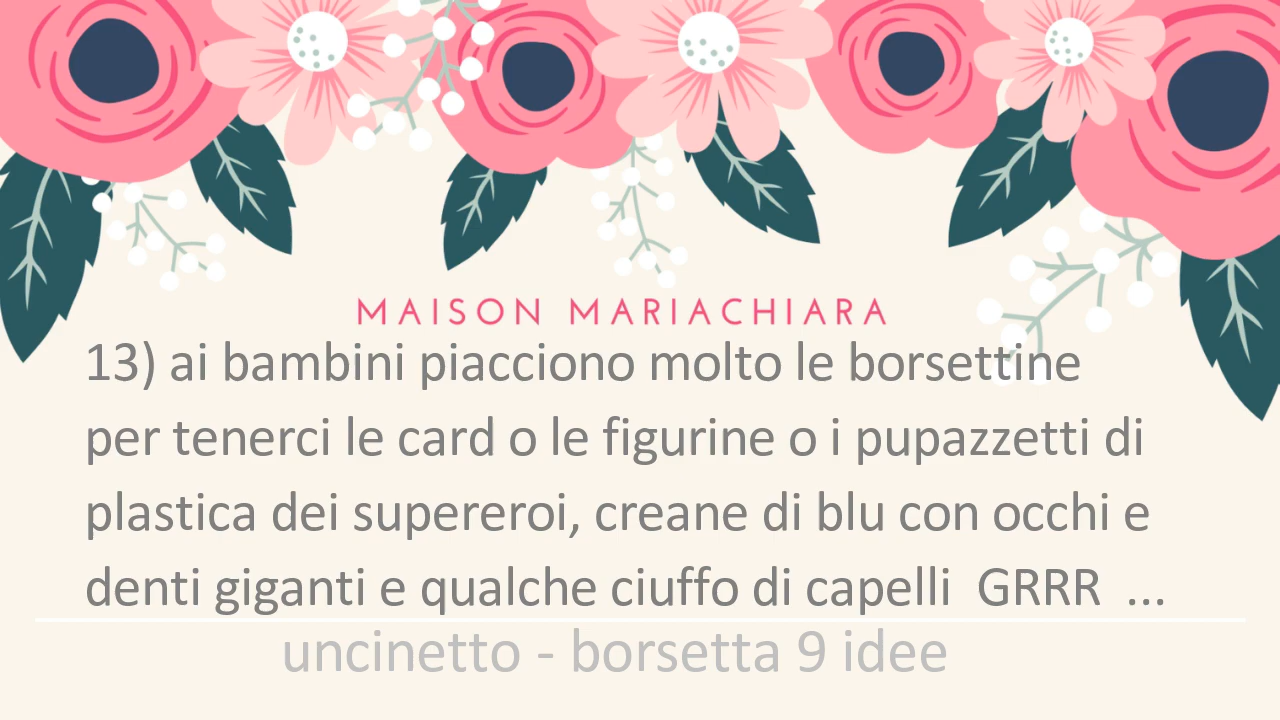 MAISON MARIACHIARA
13) ai bambini piacciono molto le borsettine
per tenerci le card o le figurine o i pupazzetti di
plastica dei supereroi, creane di blu con occhi e
denti giganti e qualche ciuffo di capelli  GRRR  ...
uncinetto - borsetta 9 idee